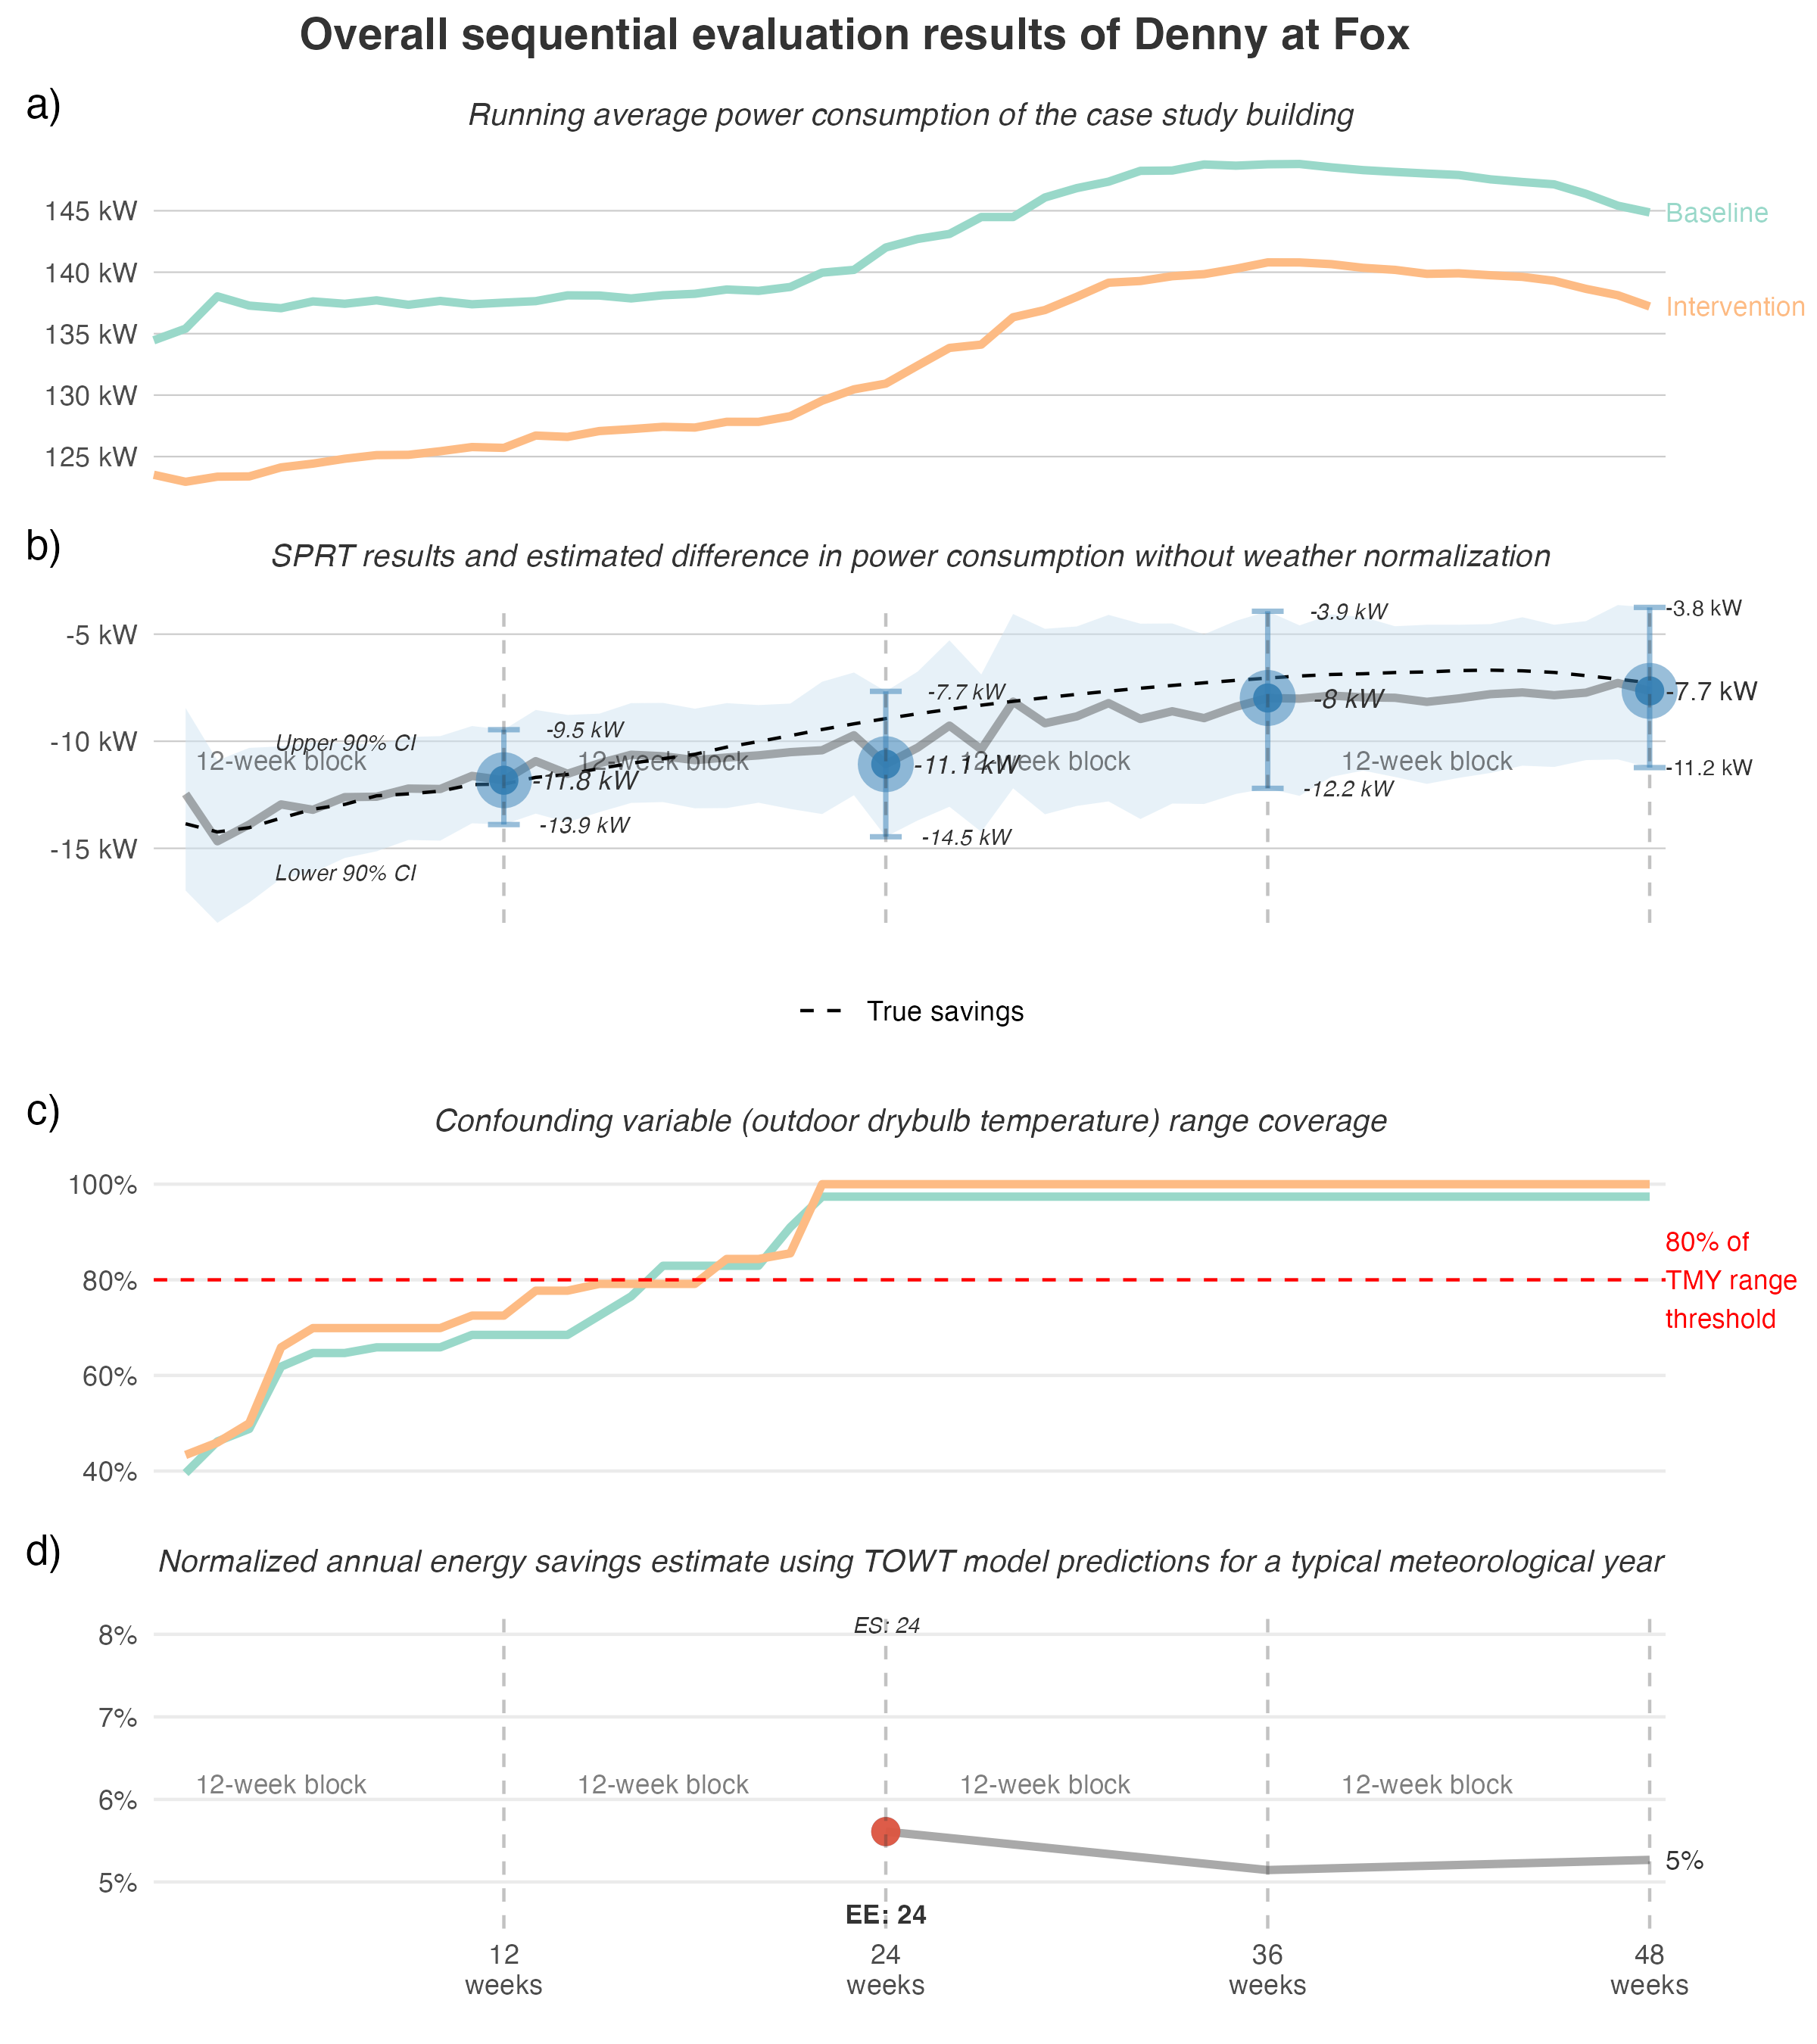 Overall sequential evaluation results of Denny at Fox
a)
Running average power consumption of the case study building
145 kW
140 kW
135 kW
130 kW
125 kW
Baseline
Intervention
b)
SPRT results and estimated difference in power consumption without weather normalization
-5 kW
-10 kW
-15 kW
Upper 90% CI
Lower 90% CI
12-week block
12-week block
12-week block
12-week block
-9.5 kW
-11.8 kW
-13.9 kW
-7.7 kW
-11.1 kW
-14.5 kW
-3.9 kW
-8 kW
-12.2 kW
-3.8 kW
-7.7 kW
-11.2 kW
True savings
c)
Confounding variable (outdoor drybulb temperature) range coverage
100%
80%
60%
40%
80% of
TMY range
threshold
d)
Normalized annual energy savings estimate using TOWT model predictions for a typical meteorological year
8%
7%
6%
5%
ES: 24
12-week block
12-week block
12-week block
12-week block
5%
EE: 24
12
weeks
24
weeks
36
weeks
48
weeks